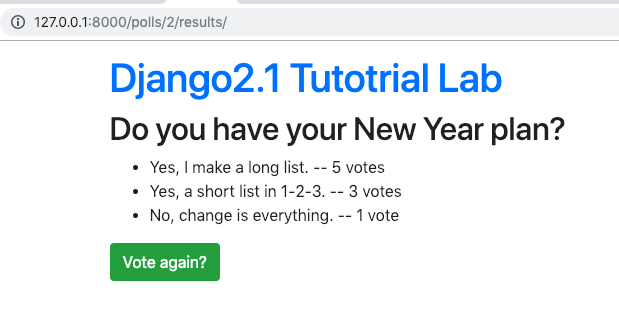 127.0.0.1:8000/polls/2/results/
Django2.1 Tutotrial Lab
Do you have your New Year plan?
• Yes, I make a long list. -- 5 votes
• Yes, a short list in 1-2-3. -- 3 votes
• No, change is everything. -- 1 vote
Vote again?